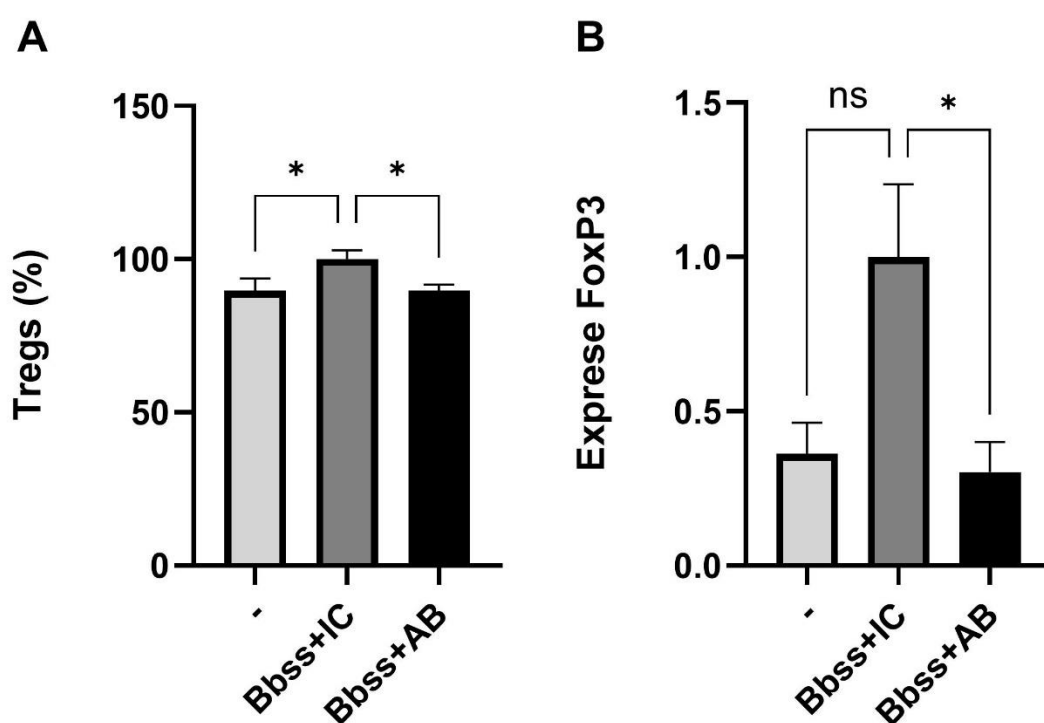 A
Tregs (%)
150
100
50
0
*
*
-
Bbss+IC
Bbss+AB
B
Exprese FoxP3
1.5
1.0
0.5
0.0
ns
*
-
Bbss+IC
Bbss+AB